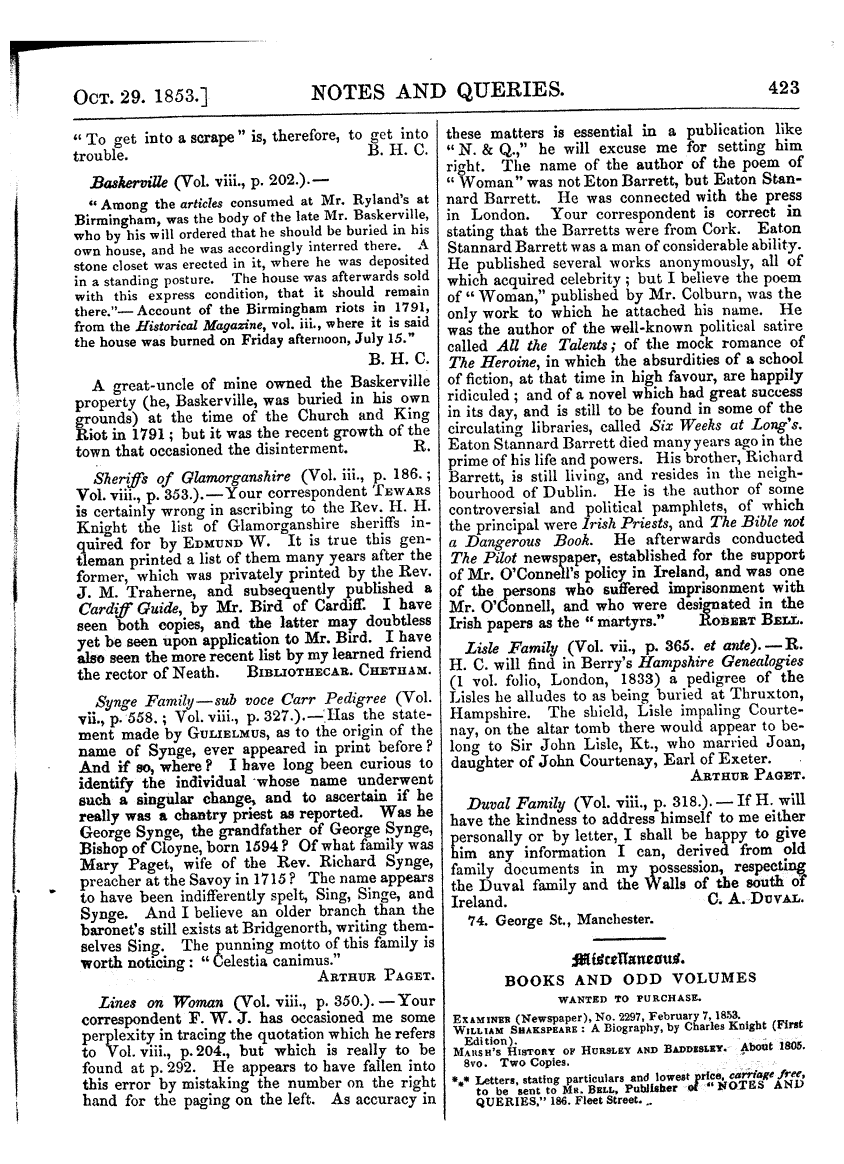 OCT. 29. 1853.] NOTES AND QUERIES. 423
“ To get into a scrape ” is, therefore, to get into
trouble. B. H. C.
Baskerville (Vol. viii., p. 202.).—
“ Among the articles consumed at Mr. Ryland's at
Birmingham, was the body of the late Mr. Baskerville,
who by his will ordered that he should be buried in his
own house, and he was accordingly interred there. A
stone closet was erected in it, where he was deposited
in a standing posture. The house was afterwards sold
with this express condition, that it should remain
there.”— Account of the Birmingham riots in 1791,
from the Historical Magazine, vol. iii., where it is said
the house was burned on Friday afternoon, July 15.”
B. H. C.
A great-uncle of mine owned the Baskerville
property (he, Baskerville, was buried in his own
grounds) at the time of the Church and King
Riot in 1791 ; but it was the recent growth of the
town that occasioned the disinterment. R.
Sheriffs of Glamorganshire (Vol. iii., p. 186. ;
Vol. viii., p. 353.).—Your correspondent TEWARS
is certainly wrong in ascribing to the Rev. H. H.
Knight the list of Glamorganshire sheriffs in-
quired for by EDMUND W. It is true this gen-
tleman printed a list of them many years after the
former, which was privately printed by the Rev.
J. M. Traherne, and subsequently published a
Cardiff Guide, by Mr. Bird of Cardiff. I have
seen both copies, and the latter may doubtless
yet be seen upon application to Mr. Bird. I have
also seen the more recent list by my learned friend
the rector of Neath. BIBLIOTHECAR. CHETHAM.
Synge Family—sub voce Carr Pedigree (Vol.
vii., p. 558. ; Vol. viii., p. 327.).—Has the state-
ment made by GULIELMUS, as to the origin of the
name of Synge, ever appeared in print before ?
And if so, where ? I have long been curious to
identify the individual whose name underwent
such a singular change, and to ascertain if he
really was a chantry priest as reported. Was he
George Synge, the grandfather of George Synge,
Bishop of Cloyne, born 1594 ? Of what family was
Mary Paget, wife of the Rev. Richard Synge,
preacher at the Savoy in 1715 ? The name appears
to have been indifferently spelt, Sing, Singe, and
Synge. And I believe an older branch than the
baronet's still exists at Bridgenorth, writing them-
selves Sing. The punning motto of this family is
worth noticing : “ Celestia canimus.”
ARTHUR PAGET.
Lines on Woman (Vol. viii., p. 350.). —Your
correspondent F. W. J. has occasioned me some
perplexity in tracing the quotation which he refers
to Vol. viii., p. 204., but which is really to be
found at p. 292. He appears to have fallen into
this error by mistaking the number on the right
hand for the paging on the left. As accuracy in
these matters is essential in a publication like
“ N. & Q.,” he will excuse me for setting him
right. The name of the author of the poem of
“ Woman ” was not Eton Barrett, but Eaton Stan-
nard Barrett. He was connected with the press
in London. Your correspondent is correct in
stating that the Barretts were from Cork. Eaton
Stannard Barrett was a man of considerable ability.
He published several works anonymously, all of
which acquired celebrity ; but I believe the poem
of “ Woman,” published by Mr. Colburn, was the
only work to which he attached his name. He
was the author of the well-known political satire
called All the Talents ; of the mock romance of
The Heroine, in which the absurdities of a school
of fiction, at that time in high favour, are happily
ridiculed ; and of a novel which had great success
in its day, and is still to be found in some of the
circulating libraries, called Six Weeks at Long's.
Eaton Stannard Barrett died many years ago in the
prime of his life and powers. His brother, Richard
Barrett, is still living, and resides in the neigh-
bourhood of Dublin. He is the author of some
controversial and political pamphlets, of which
the principal were Irish Priests, and The Bible not
a Dangerous Book. He afterwards conducted
The Pilot newspaper, established for the support
of Mr. O'Connell's policy in Ireland, and was one
of the persons who suffered imprisonment with
Mr. O'Connell, and who were designated in the
Irish papers as the “ martyrs.” ROBERT BELL.
Lisle Family (Vol. vii., p. 365. et ante). — R.
H. C. will find in Berry's Hampshire Genealogies
(1 vol. folio, London, 1833) a pedigree of the
Lisles he alludes to as being buried at Thruxton,
Hampshire. The shield, Lisle impaling Courte-
nay, on the altar tomb there would appear to be-
long to Sir John Lisle, Kt., who married Joan,
daughter of John Courtenay, Earl of Exeter.
ARTHUR PAGET.
Duval Family (Vol. viii., p. 318.). — If H. will
have the kindness to address himself to me either
personally or by letter, I shall be happy to give
him any information I can, derived from old
family documents in my possession, respecting
the Duval family and the Walls of the south of
Ireland. C. A. DUVAL.
74. George St., Manchester.
Miscellaneous.
BOOKS AND ODD VOLUMES
WANTED TO PURCHASE.
EXAMINER (Newspaper), No. 2297, February 7, 1853.
WILLIAM SHAKSPEARE : A Biography, by Charles Knight (First
Edition).
MARSH'S HISTORY OF HURSLEY AND BADDESLEY. About 1805.
8vo. Two Copies.
*** Letters, stating particulars and lowest price, carriage free,
to be sent to MR. BELL, Publisher of “ NOTES AND
QUERIES,” 186. Fleet Street.